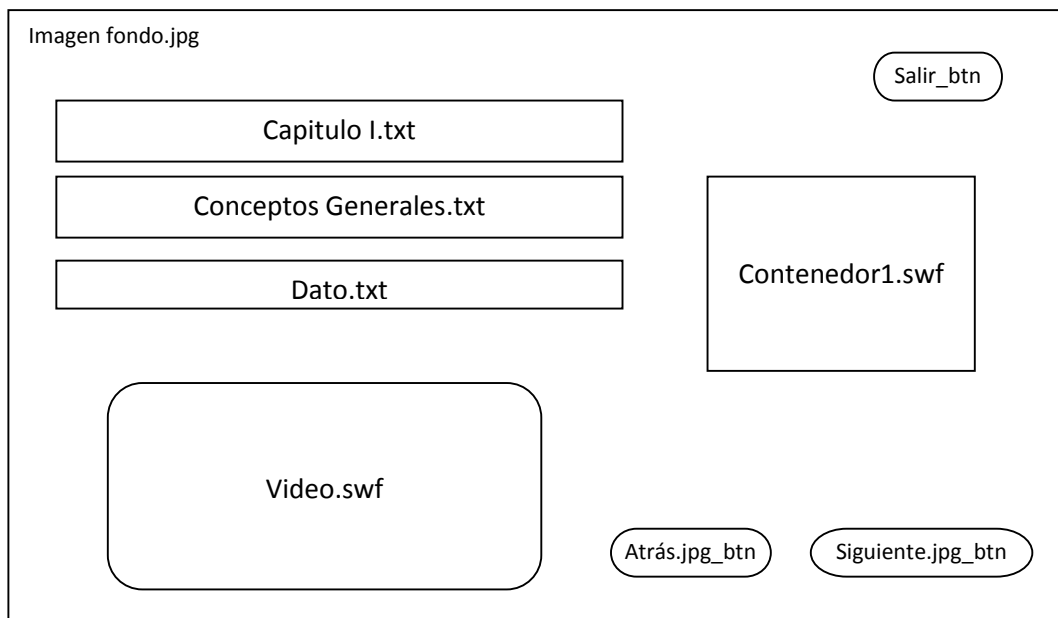 Imagen fondo.jpg
Salir_btn
Capitulo I.txt
Conceptos Generales.txt
Contenedor1.swf
Dato.txt
Video.swf
Atrás.jpg_btn
Siguiente.jpg_btn